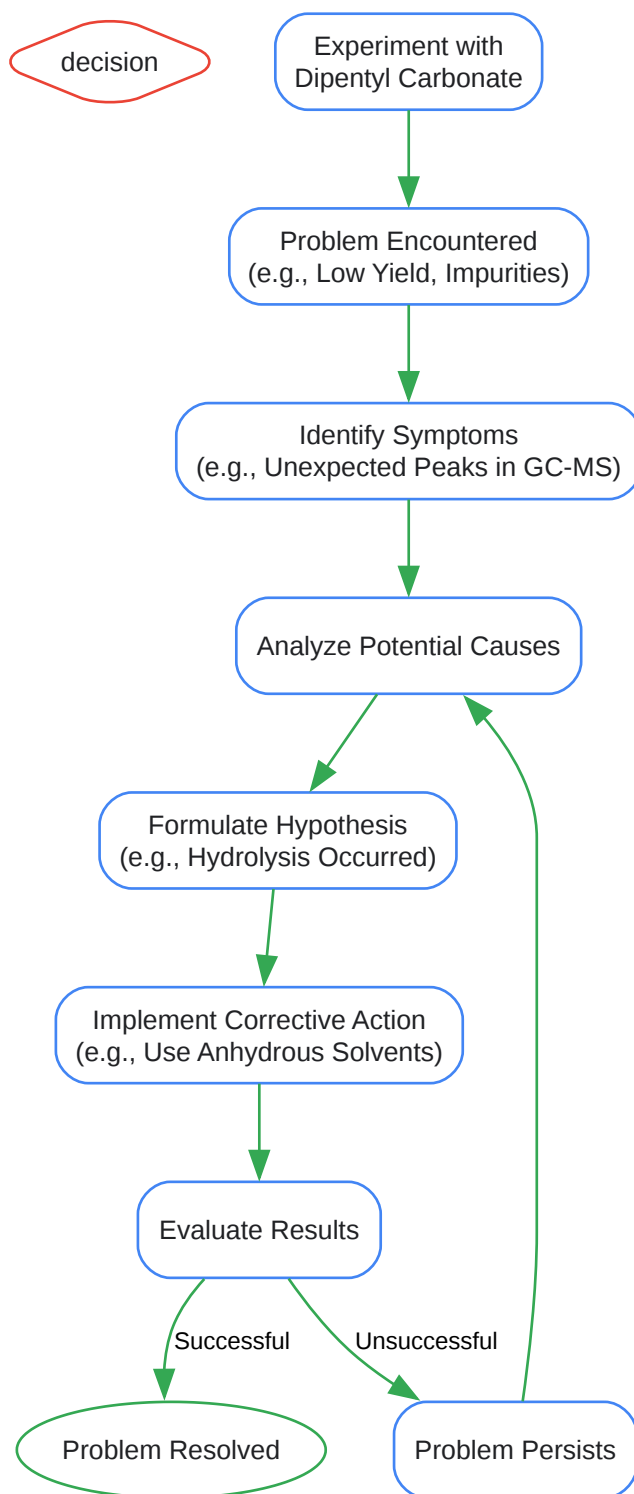 decision
Experiment with
Dipentyl Carbonate
Problem Encountered
(e.g., Low Yield, Impurities)
Identify Symptoms
(e.g., Unexpected Peaks in GC-MS)
Analyze Potential Causes
Formulate Hypothesis
(e.g., Hydrolysis Occurred)
Implement Corrective Action
(e.g., Use Anhydrous Solvents)
Evaluate Results
Successful
Unsuccessful
Problem Resolved
Problem Persists